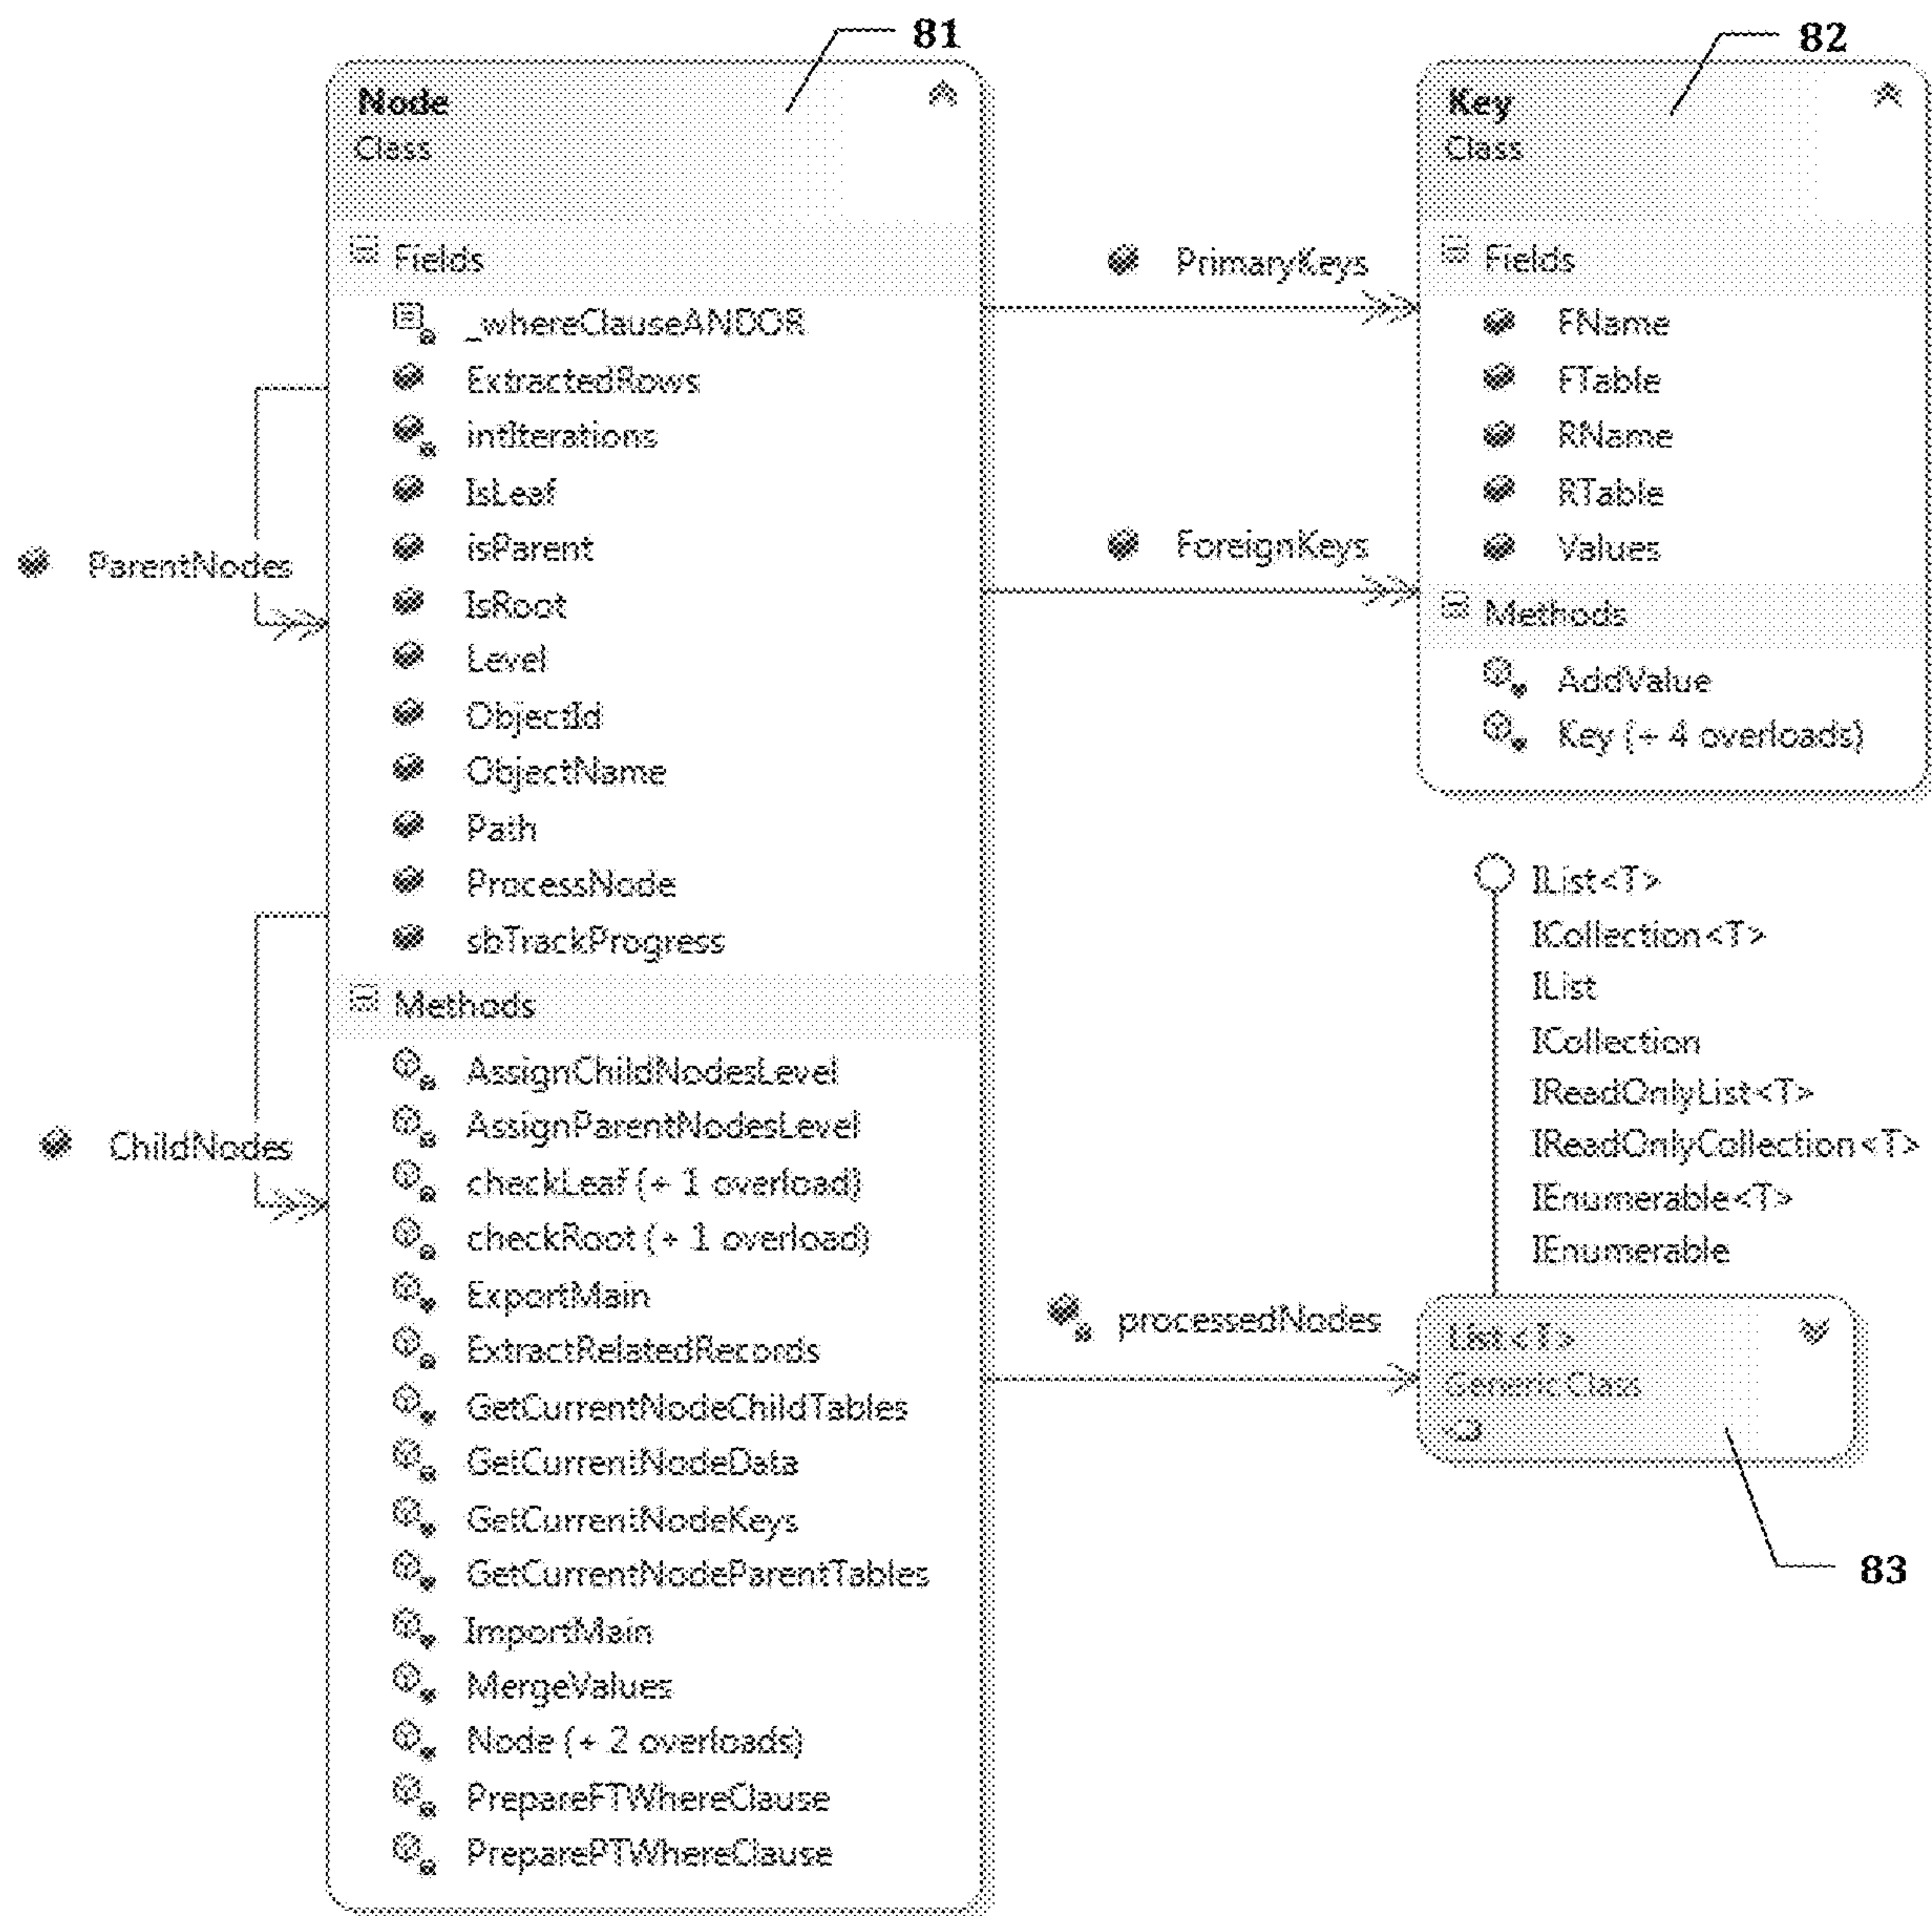 81
Node
Class
Fields
_whereClauseANDOR
ExtractedRows
intIterations
IsLeaf
isParent
IsRoot
Level
ObjectId
ObjectName
Path
ProcessNode
sbTrackProgress
Methods
AssignChildNodesLevel
AssignParentNodesLevel
checkLeaf (+ 1 overload)
checkRoot (+ 1 overload)
ExportMain
ExtractRelatedRecords
GetCurrentNodeChildTables
GetCurrentNodeData
GetCurrentNodeKeys
GetCurrentNodeParentTables
ImportMain
MergeValues
Node (+ 2 overloads)
PrepareFTWhereClause
PreparePTWhereClause
ParentNodes
ChildNodes
PrimaryKeys
ForeignKeys
processedNodes
82
Key
Class
Fields
FName
FTable
RName
RTable
Values
Methods
AddValue
Key (+ 4 overloads)
IList<T>
ICollection<T>
IList
ICollection
IReadOnlyList<T>
IReadOnlyCollection<T>
IEnumerable<T>
IEnumerable
List<T>
Generic Class
83